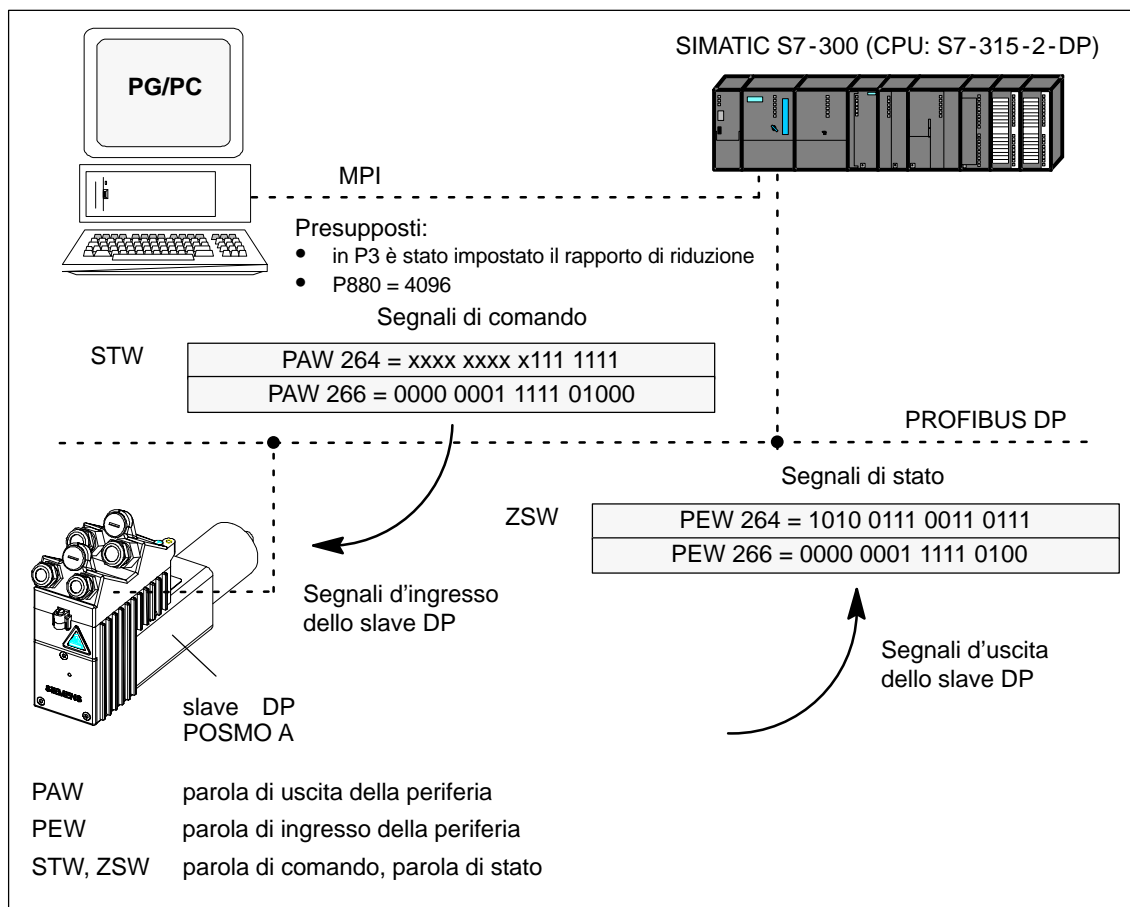 SIMATIC S7-300 (CPU: S7-315-2-DP)
PG/PC
MPI
Presupposti:
• in P3 è stato impostato il rapporto di riduzione
• P880 = 4096
Segnali di comando
STW
PAW 264 = xxxx xxxx x111 1111
PAW 266 = 0000 0001 1111 01000
PROFIBUS DP
Segnali di stato
ZSW
PEW 264 = 1010 0111 0011 0111
PEW 266 = 0000 0001 1111 0100
Segnali d'ingresso
dello slave DP
Segnali d'uscita
dello slave DP
SIEMENS
slave DP
POSMO A
PAW parola di uscita della periferia
PEW parola di ingresso della periferia
STW, ZSW parola di comando, parola di stato